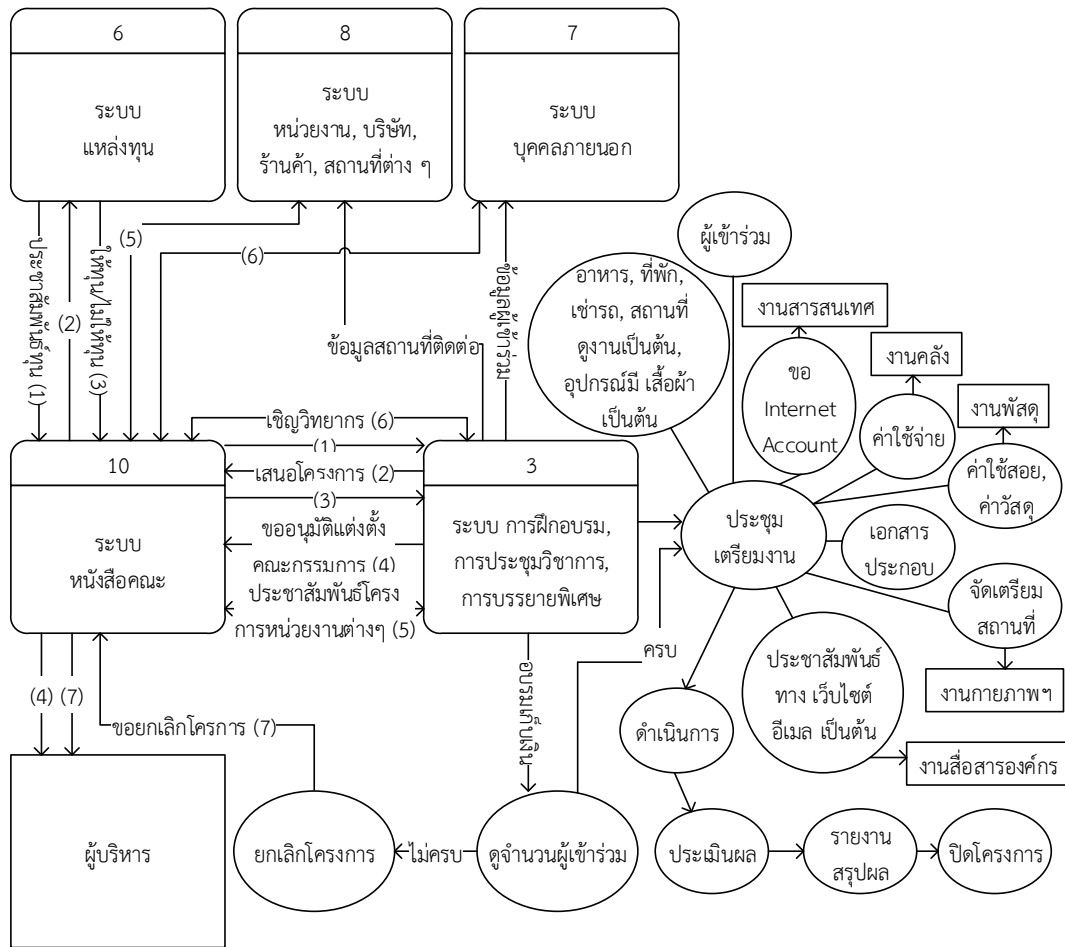 6
ระบบ
แหล่งทุน
8
ระบบ
หน่วยงาน, บริษัท,
ร้านค้า, สถานที่ต่าง ๆ
7
ระบบ
บุคคลภายนอก
ประชาสัมพันธ์ทุน (1)
(2)
ให้ทุน/ไม่ให้ทุน (3)
(5)
(6)
ข้อมูลสถานที่ติดต่อ
ข้อมูลผู้เข้าร่วม
เชิญวิทยากร (6)
(1)
เสนอโครงการ (2)
(3)
ขออนุมัติแต่งตั้ง
คณะกรรมการ (4)
ประชาสัมพันธ์โครง
การหน่วยงานต่างๆ (5)
10
ระบบ
หนังสือคณะ
3
ระบบ การฝึกอบรม,
การประชุมวิชาการ,
การบรรยายพิเศษ
(4)
(7)
ขอยกเลิกโครงการ (7)
ผู้บริหาร
ยกเลิกโครงการ
ไม่ครบ
ดูจำนวนผู้เข้าร่วม
อบรมเก็บเงิน
ครบ
ผู้เข้าร่วม
อาหาร, ที่พัก,
เช่ารถ, สถานที่
ดูงานเป็นต้น,
อุปกรณ์มี เสื้อผ้า
เป็นต้น
งานสารสนเทศ
ขอ
Internet
Account
งานคลัง
ค่าใช้จ่าย
งานพัสดุ
ค่าใช้สอย,
ค่าวัสดุ
ประชุม
เตรียมงาน
เอกสาร
ประกอบ
จัดเตรียม
สถานที่
งานกายภาพฯ
ประชาสัมพันธ์
ทาง เว็บไซต์
อีเมล เป็นต้น
งานสื่อสารองค์กร
ดำเนินการ
ประเมินผล
รายงาน
สรุปผล
ปิดโครงการ